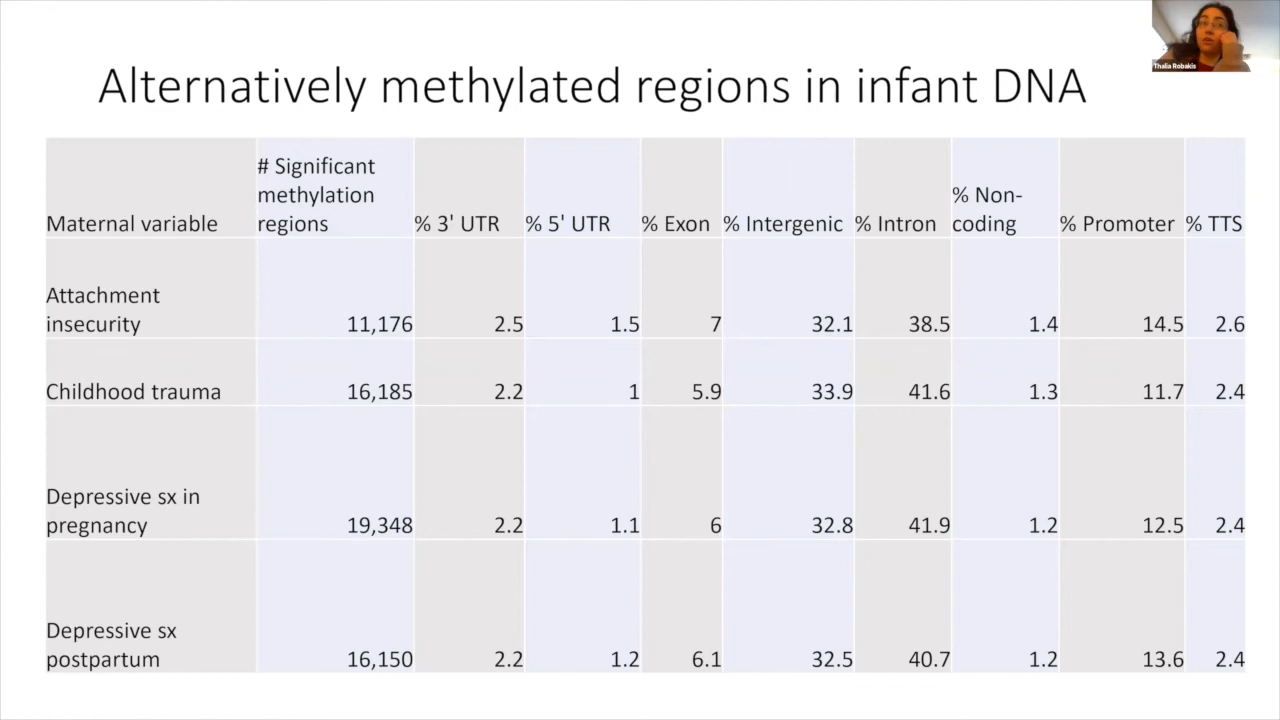 Thalia Robakis
Alternatively methylated regions in infant DNA
Maternal variable # Significant methylation regions % 3' UTR % 5' UTR % Exon % Intergenic % Intron % Non-coding % Promoter % TTS
Attachment insecurity 11,176 2.5 1.5 7 32.1 38.5 1.4 14.5 2.6
Childhood trauma 16,185 2.2 1 5.9 33.9 41.6 1.3 11.7 2.4
Depressive sx in pregnancy 19,348 2.2 1.1 6 32.8 41.9 1.2 12.5 2.4
Depressive sx postpartum 16,150 2.2 1.2 6.1 32.5 40.7 1.2 13.6 2.4